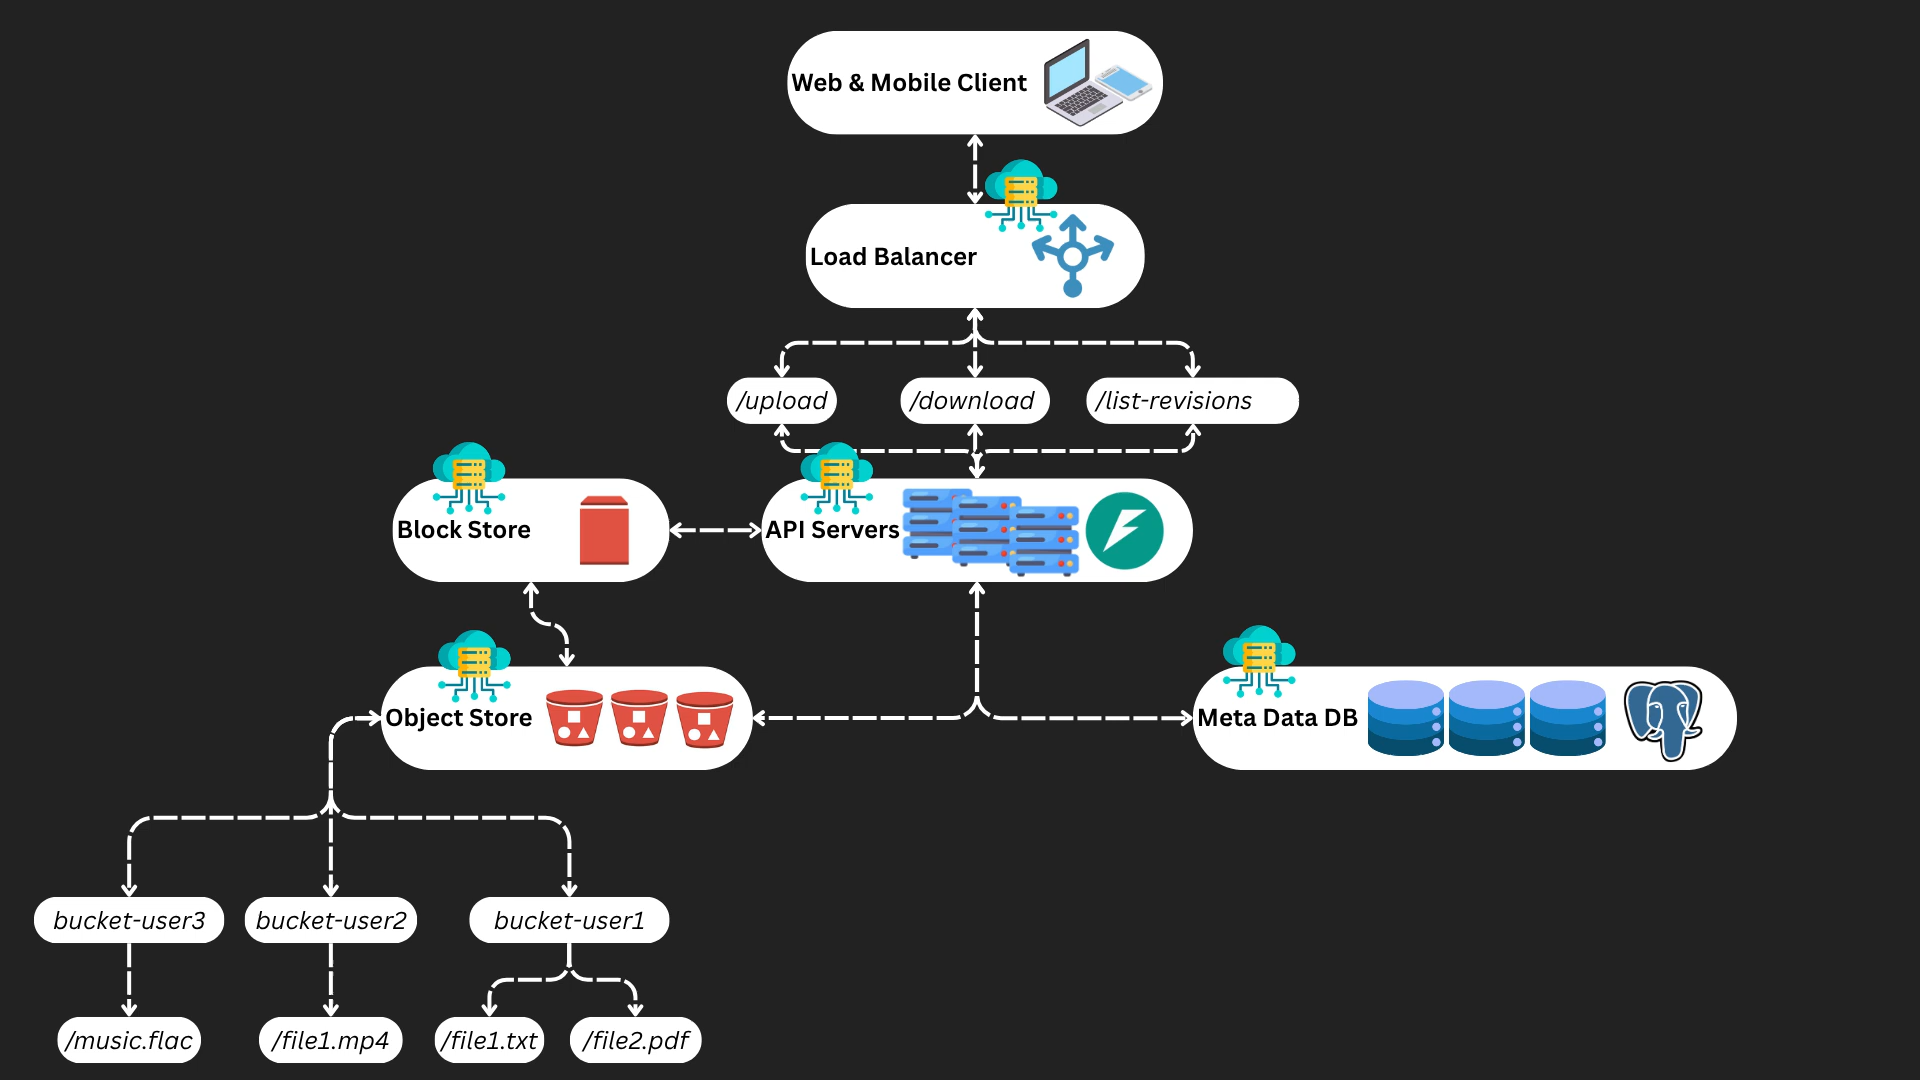 Web & Mobile Client
Load Balancer
/upload
/download
/list-revisions
Block Store
API Servers
Object Store
Meta Data DB
bucket-user3
bucket-user2
bucket-user1
/music.flac
/file1.mp4
/file1.txt
/file2.pdf